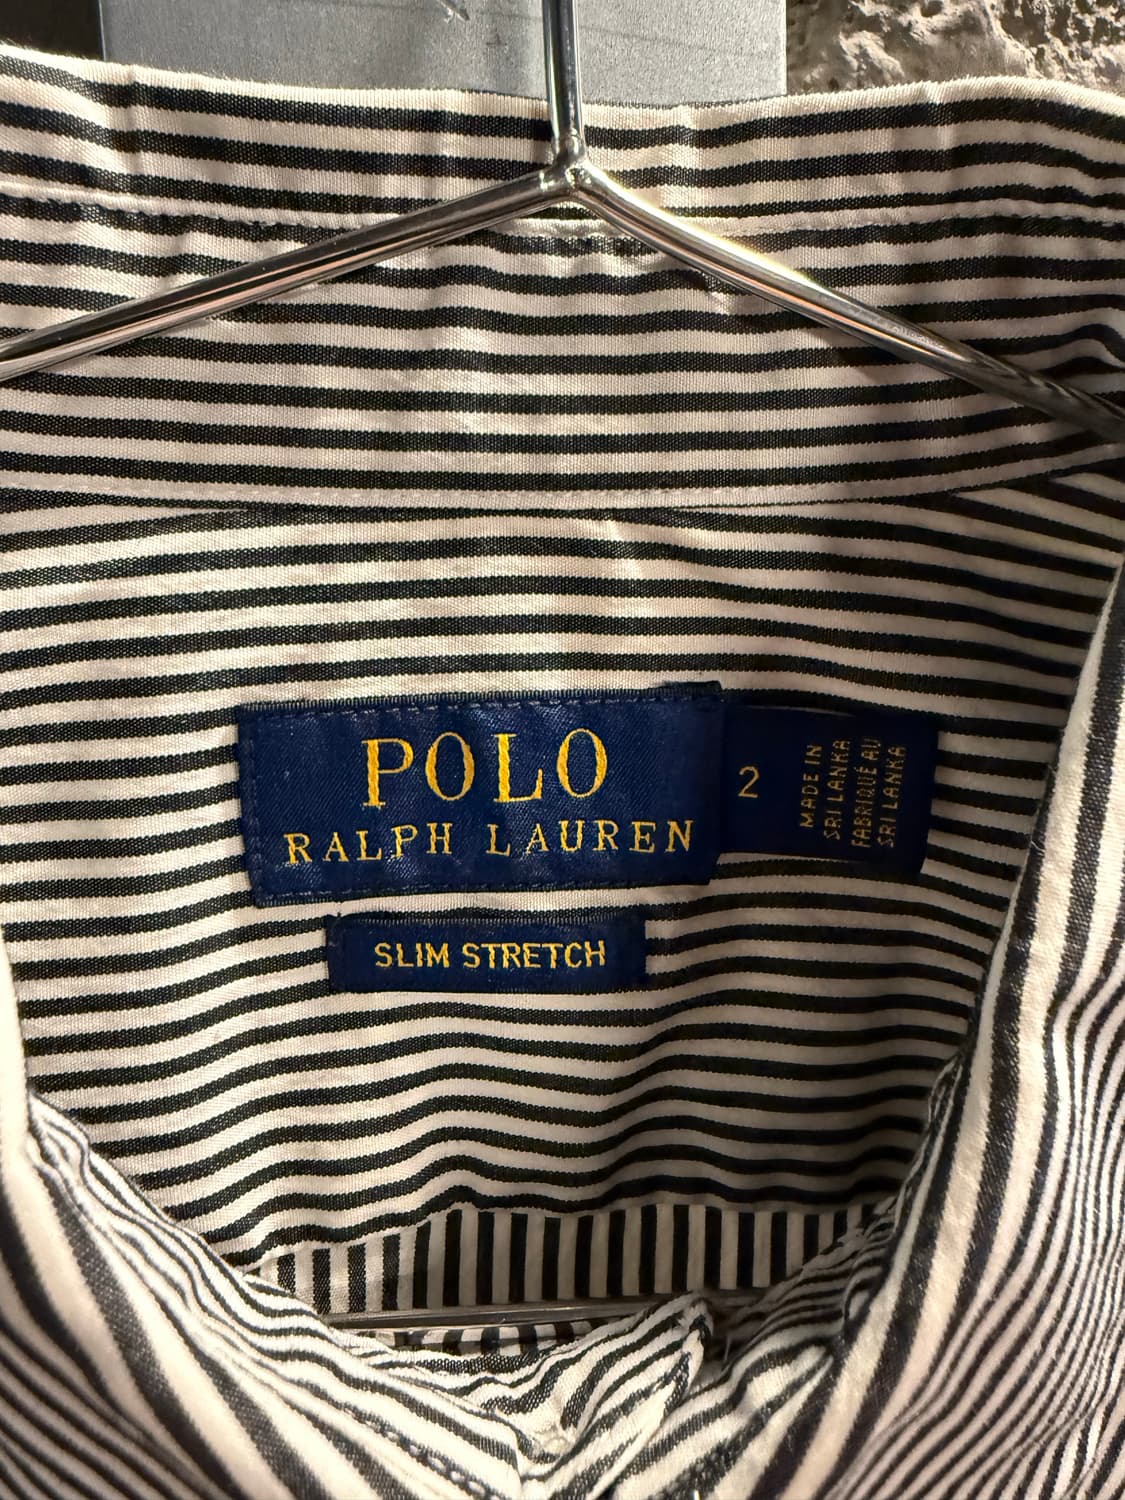 POLO
RALPH LAUREN
2
MADE IN
SRI LANKA
FABRIQUÉ AU
SRI LANKA
SLIM STRETCH